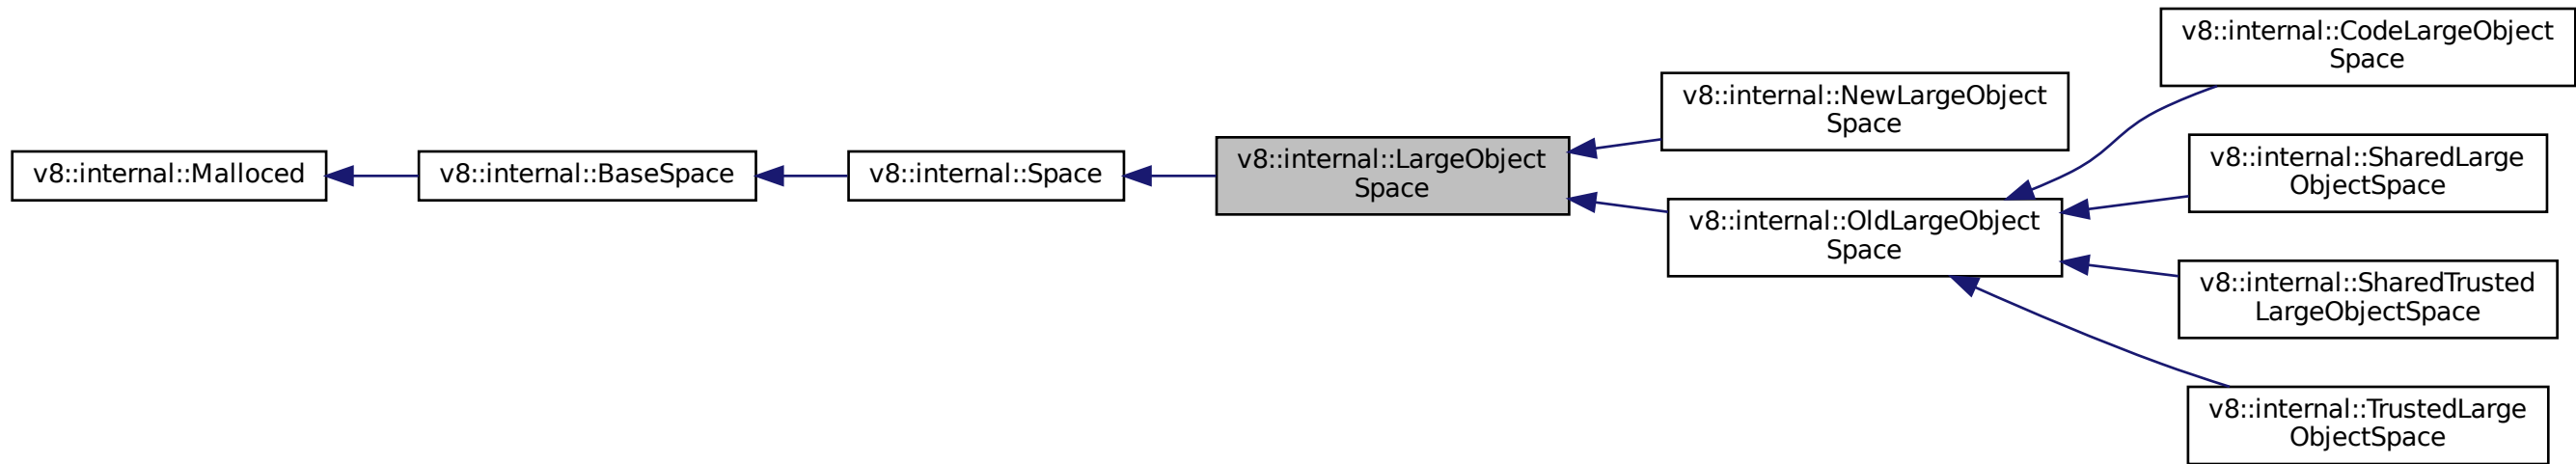 v8::internal::Malloced
v8::internal::BaseSpace
v8::internal::Space
v8::internal::LargeObject
Space
v8::internal::NewLargeObject
Space
v8::internal::OldLargeObject
Space
v8::internal::CodeLargeObject
Space
v8::internal::SharedLarge
ObjectSpace
v8::internal::SharedTrusted
LargeObjectSpace
v8::internal::TrustedLarge
ObjectSpace